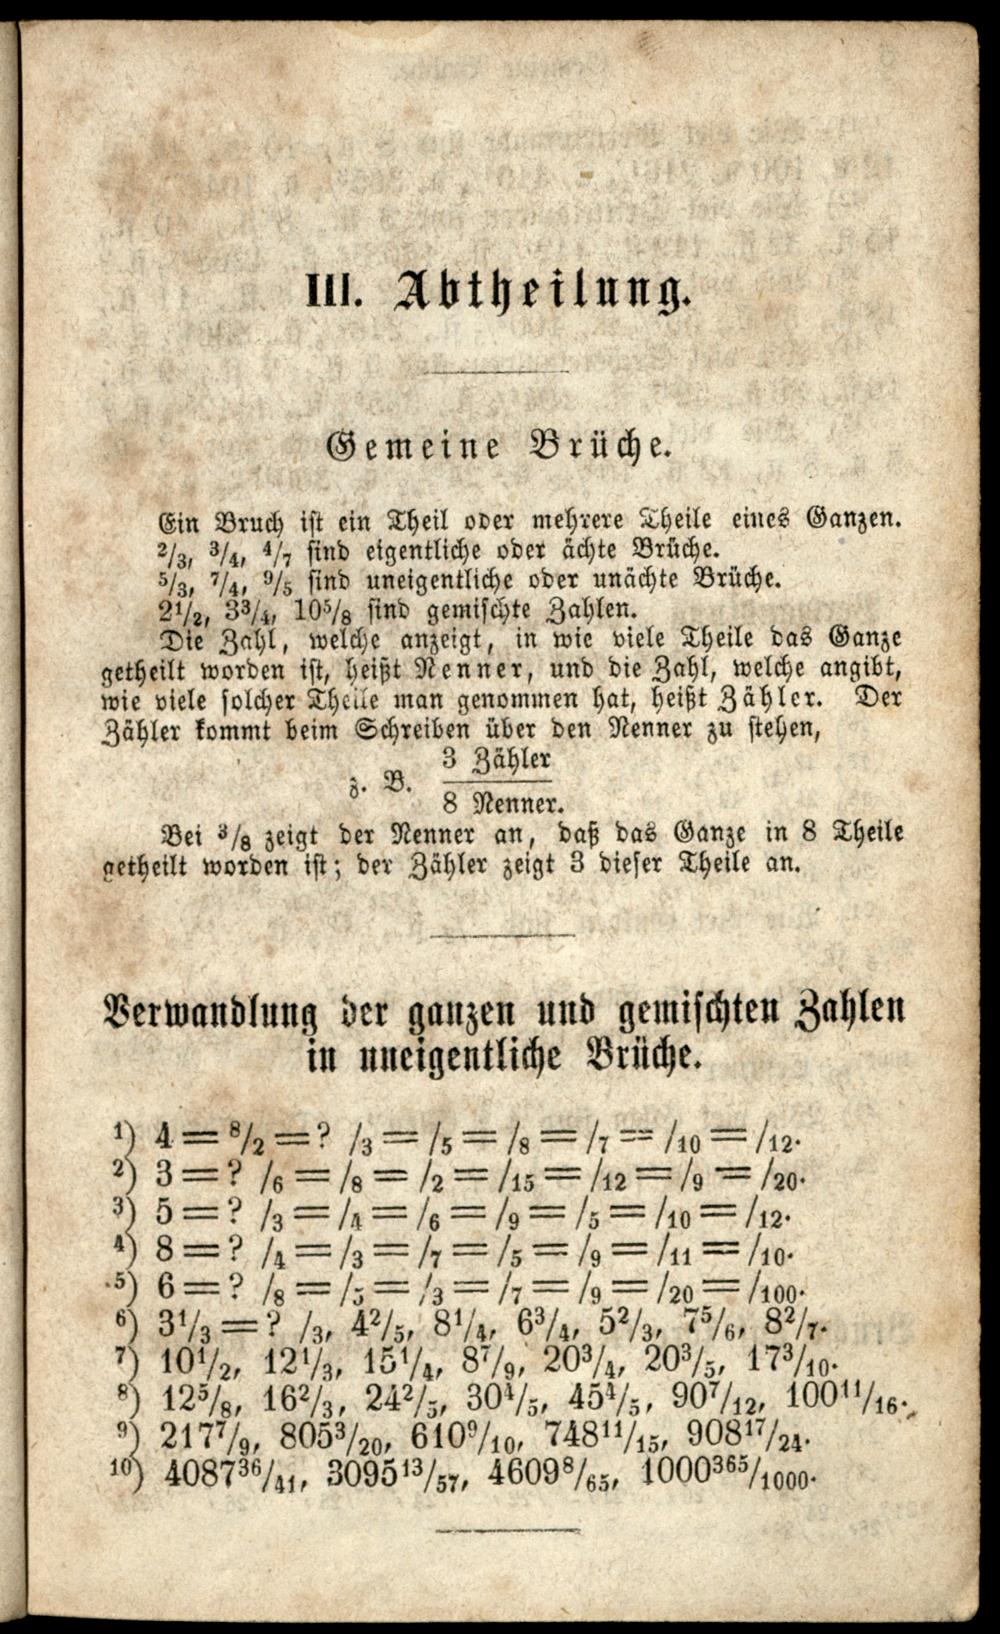 III. Abtheilung.
Gemeine Brüche.
Ein Bruch ist ein Theil oder mehrere Theile eines Ganzen.
2/3, 3/4, 4/7 sind eigentliche oder ächte Brüche.
5/3, 7/4, 9/5 sind uneigentliche oder unächte Brüche.
2 1/2, 3 3/4, 10 5/8 sind gemischte Zahlen.
Die Zahl, welche anzeigt, in wie viele Theile das Ganze
getheilt worden ist, heißt Nenner, und die Zahl, welche angibt,
wie viele solcher Theile man genommen hat, heißt Zähler. Der
Zähler kommt beim Schreiben über den Nenner zu stehen,
3 Zähler
z. B.
8 Nenner.
Bei 3/8 zeigt der Nenner an, daß das Ganze in 8 Theile
getheilt worden ist; der Zähler zeigt 3 dieser Theile an.
Verwandlung der ganzen und gemischten Zahlen
in uneigentliche Brüche.
1) 4 = 8/2 = ? /3 = /5 = /8 = /7 = /10 = /12.
2) 3 = ? /6 = /8 = /2 = /15 = /12 = /9 = /20.
3) 5 = ? /3 = /4 = /6 = /9 = /5 = /10 = /12.
4) 8 = ? /4 = /3 = /7 = /5 = /9 = /11 = /10.
5) 6 = ? /8 = /5 = /3 = /7 = /9 = /20 = /100.
6) 3 1/3 = ? /3, 4 2/5, 8 1/4, 6 3/4, 5 2/3, 7 5/6, 8 2/7.
7) 10 1/2, 12 1/3, 15 1/4, 8 7/9, 20 3/4, 20 3/5, 17 3/10.
8) 12 5/8, 16 2/3, 24 2/5, 30 4/5, 45 4/5, 90 7/12, 100 11/16.
9) 217 7/9, 805 3/20, 610 9/10, 748 11/15, 908 17/24.
10) 4087 36/41, 3095 13/57, 4609 8/65, 1000 365/1000.